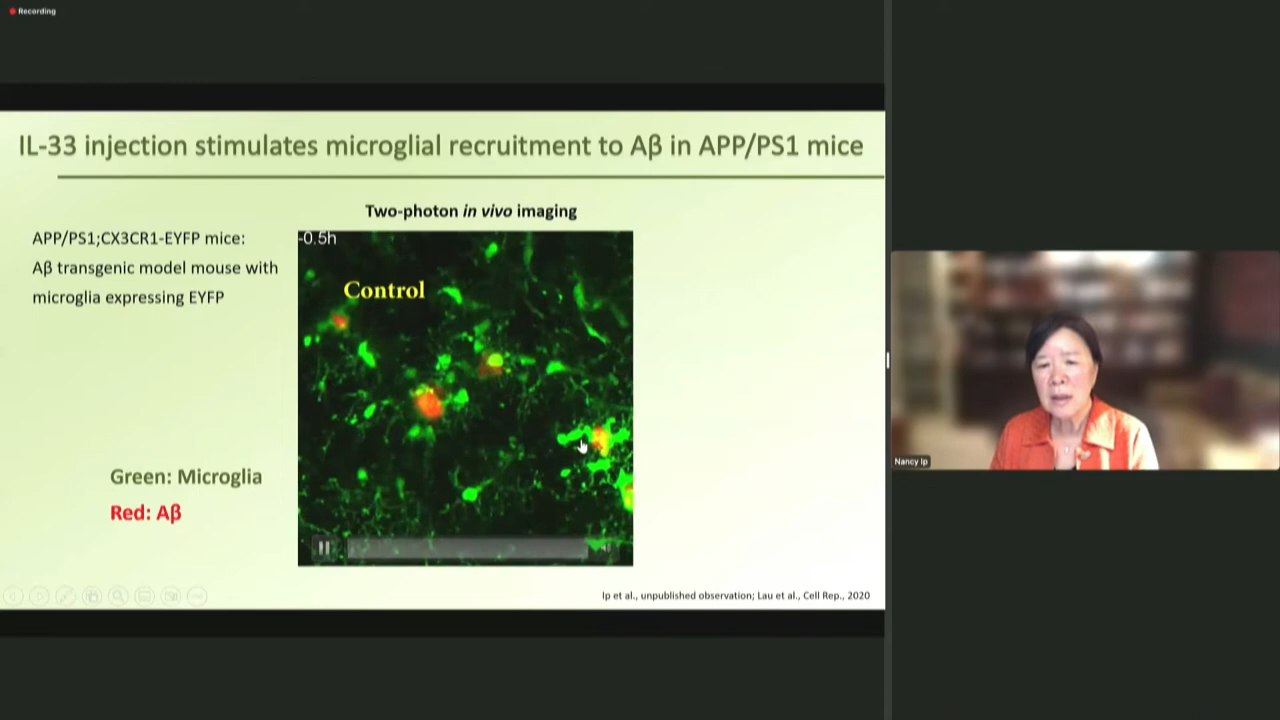 Recording
IL-33 injection stimulates microglial recruitment to Aβ in APP/PS1 mice
Two-photon in vivo imaging
APP/PS1;CX3CR1-EYFP mice:
Aβ transgenic model mouse with
microglia expressing EYFP
-0.5h
Control
Green: Microglia
Red: Aβ
Ip et al., unpublished observation; Lau et al., Cell Rep., 2020
Nancy Ip